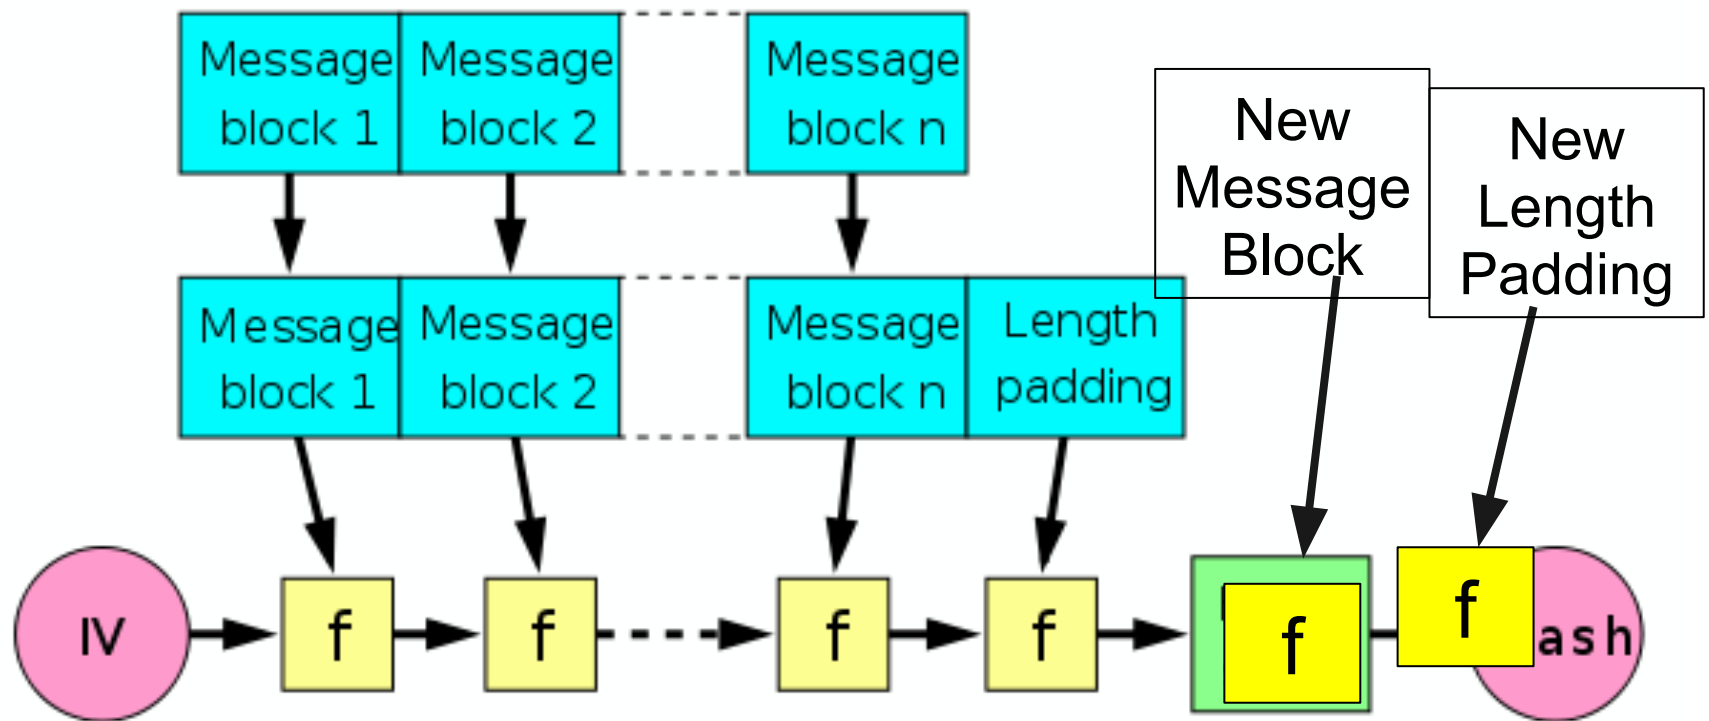 Message
block 1
Message
block 2
Message
block n
New
Message
Block
New
Length
Padding
Message
block 1
Message
block 2
Message
block n
Length
padding
IV
f
f
f
f
f
f
ash